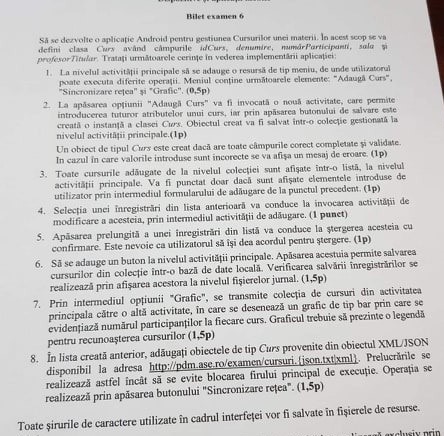 Bilet examen 6
Să se dezvolte o aplicație Android pentru gestiunea Cursurilor unei materii. În acest scop se va
defini clasa Curs având câmpurile idCurs, denumire, numărParticipanti, sala și
profesorTitular. Tratați următoarele cerințe în vederea implementării aplicației:
1. La nivelul activității principale să se adauge o resursă de tip meniu, de unde utilizatorul
poate executa diferite operații. Meniul conține următoarele elemente: "Adaugă Curs",
"Sincronizare rețea" și "Grafic". (0,5p)
2. La apăsarea opțiunii "Adaugă Curs" va fi invocată o nouă activitate, care permite
introducerea tuturor atributelor unui curs, iar prin apăsarea butonului de salvare este
creată o instanță a clasei Curs. Obiectul creat va fi salvat într-o colecție gestionată la
nivelul activității principale.(1p)
Un obiect de tipul Curs este creat dacă are toate câmpurile corect completate și validate.
În cazul în care valorile introduse sunt incorecte se va afișa un mesaj de eroare. (1p)
3. Toate cursurile adăugate de la nivelul colecției sunt afișate într-o listă, la nivelul
activității principale. Va fi punctat doar dacă sunt afișate elementele introduse de
utilizator prin intermediul formularului de adăugare de la punctul precedent. (1p)
4. Selecția unei înregistrări din lista anterioară va conduce la invocarea activității de
modificare a acesteia, prin intermediul activității de adăugare. (1 punct)
5. Apăsarea prelungită a unei înregistrări din listă va conduce la ștergerea acesteia cu
confirmare. Este nevoie ca utilizatorul să își dea acordul pentru ștergere. (1p)
6. Să se adauge un buton la nivelul activității principale. Apăsarea acestuia permite salvarea
cursurilor din colecție într-o bază de date locală. Verificarea salvării înregistrărilor se
realizează prin afișarea acestora la nivelul fișierelor jurnal. (1,5p)
7. Prin intermediul opțiunii "Grafic", se transmite colecția de cursuri din activitatea
principala către o altă activitate, în care se desenează un grafic de tip bar prin care se
evidențiază numărul participanților la fiecare curs. Graficul trebuie să prezinte o legendă
pentru recunoașterea cursurilor (1,5p)
8. În lista creată anterior, adăugați obiectele de tip Curs provenite din obiectul XML/JSON
disponibil la adresa http://pdm.ase.ro/examen/cursuri.{json.txt|xml}. Prelucrările se
realizează astfel încât să se evite blocarea firului principal de execuție. Operația se
realizează prin apăsarea butonului "Sincronizare rețea". (1,5p)
Toate șirurile de caractere utilizate în cadrul interfeței vor fi salvate în fișierele de resurse.